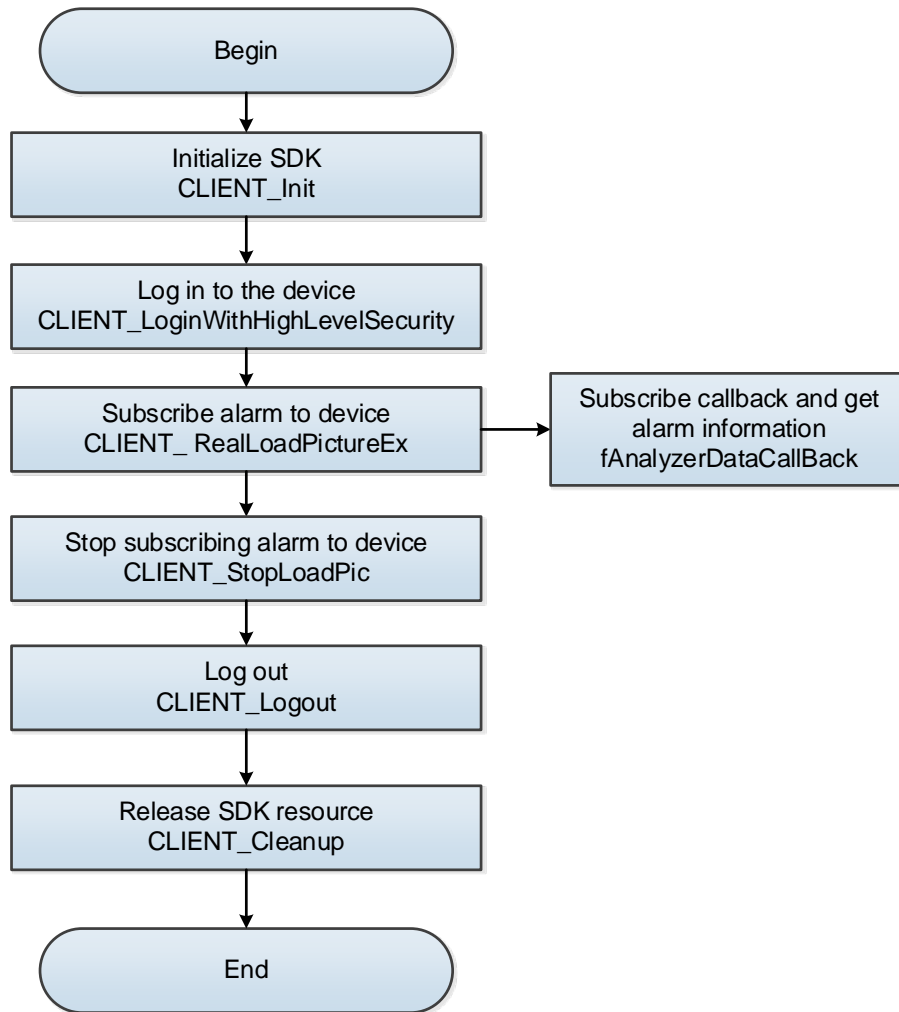 Begin
Initialize SDK
CLIENT_Init
Log in to the device
CLIENT_LoginWithHighLevelSecurity
Subscribe alarm to device
CLIENT_ RealLoadPictureEx
Subscribe callback and get
alarm information
fAnalyzerDataCallBack
Stop subscribing alarm to device
CLIENT_StopLoadPic
Log out
CLIENT_Logout
Release SDK resource
CLIENT_Cleanup
End